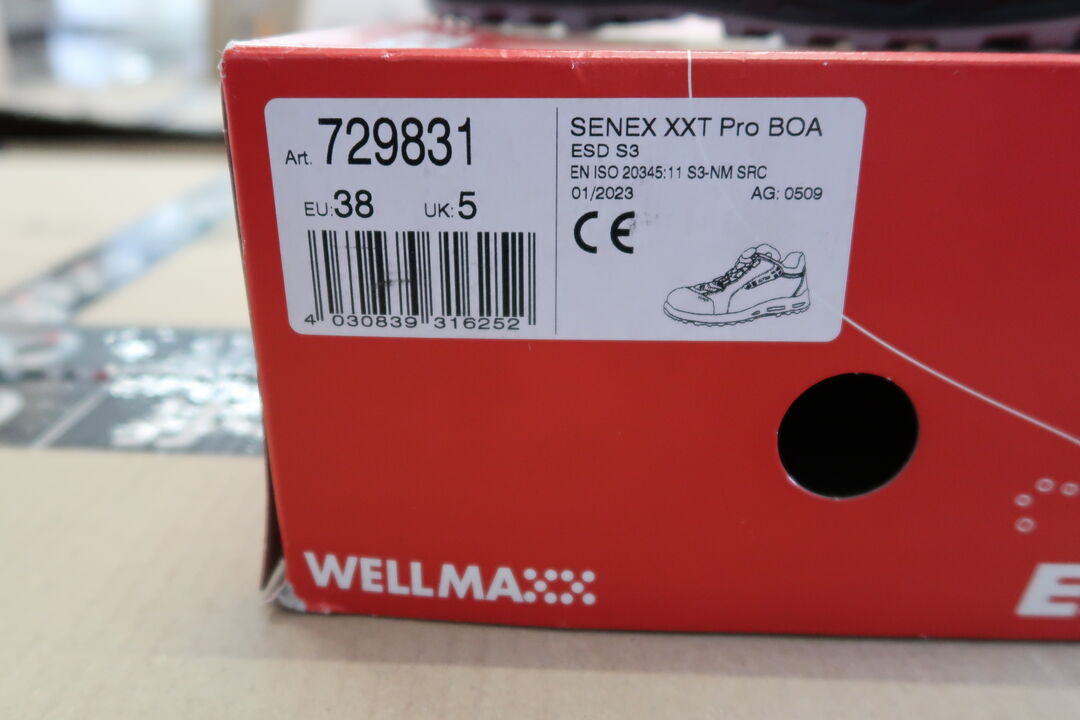 Art. 729831
EU:38 UK:5
4 030839 316252
SENEX XXT Pro BOA
ESD S3
EN ISO 20345:11 S3-NM SRC
01/2023 AG: 0509
CE
WELLMAXX
E